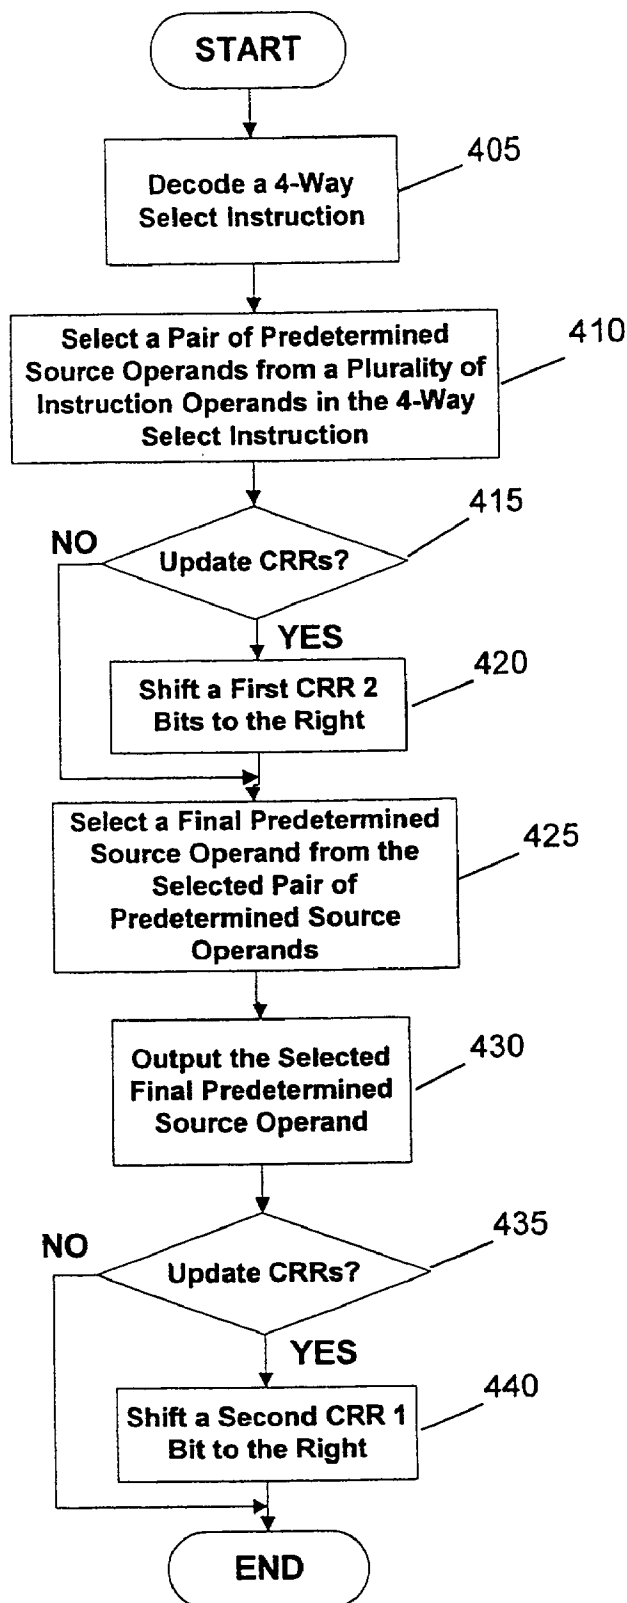 START
Decode a 4-Way
Select Instruction
405
Select a Pair of Predetermined
Source Operands from a Plurality of
Instruction Operands in the 4-Way
Select Instruction
410
415
NO
Update CRRs?
YES
Shift a First CRR 2
Bits to the Right
420
Select a Final Predetermined
Source Operand from the
Selected Pair of
Predetermined Source
Operands
425
Output the Selected
Final Predetermined
Source Operand
430
435
NO
Update CRRs?
YES
Shift a Second CRR 1
Bit to the Right
440
END